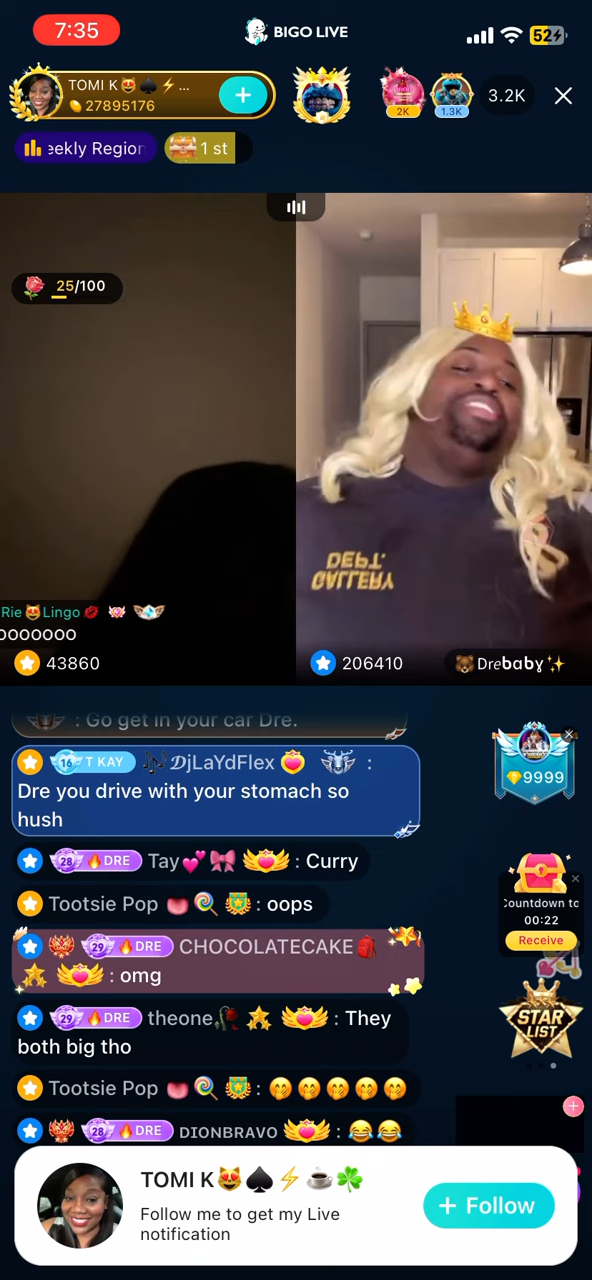 7:35
BIGO LIVE
52
TOMI K😻♠️⚡ ...
27895176
2K
1.3K
3.2K
eekly Region
1 st
25/100
DEPT.
GALLERY
Rie😻Lingo💋
ooooooo
43860
206410
🐻Dreბaბɣ✨
: Go get in your car Dre.
16 T KAY 🎶𝓓jLaYdFlex :
Dre you drive with your stomach so
hush
9999
28 🔥DRE Tay💕🎀 : Curry
Tootsie Pop 👅🍭 : oops
Countdown to
00:22
Receive
29 🔥DRE CHOCOLATECAKE🎒
: omg
STAR
LIST
29 🔥DRE theone🥀 : They
both big tho
Tootsie Pop 👅🍭 : 🤭🤭🤭🤭🤭
28 🔥DRE DIONBRAVO : 😂😂
TOMI K😻♠️⚡☕🍀
Follow me to get my Live
notification
+ Follow